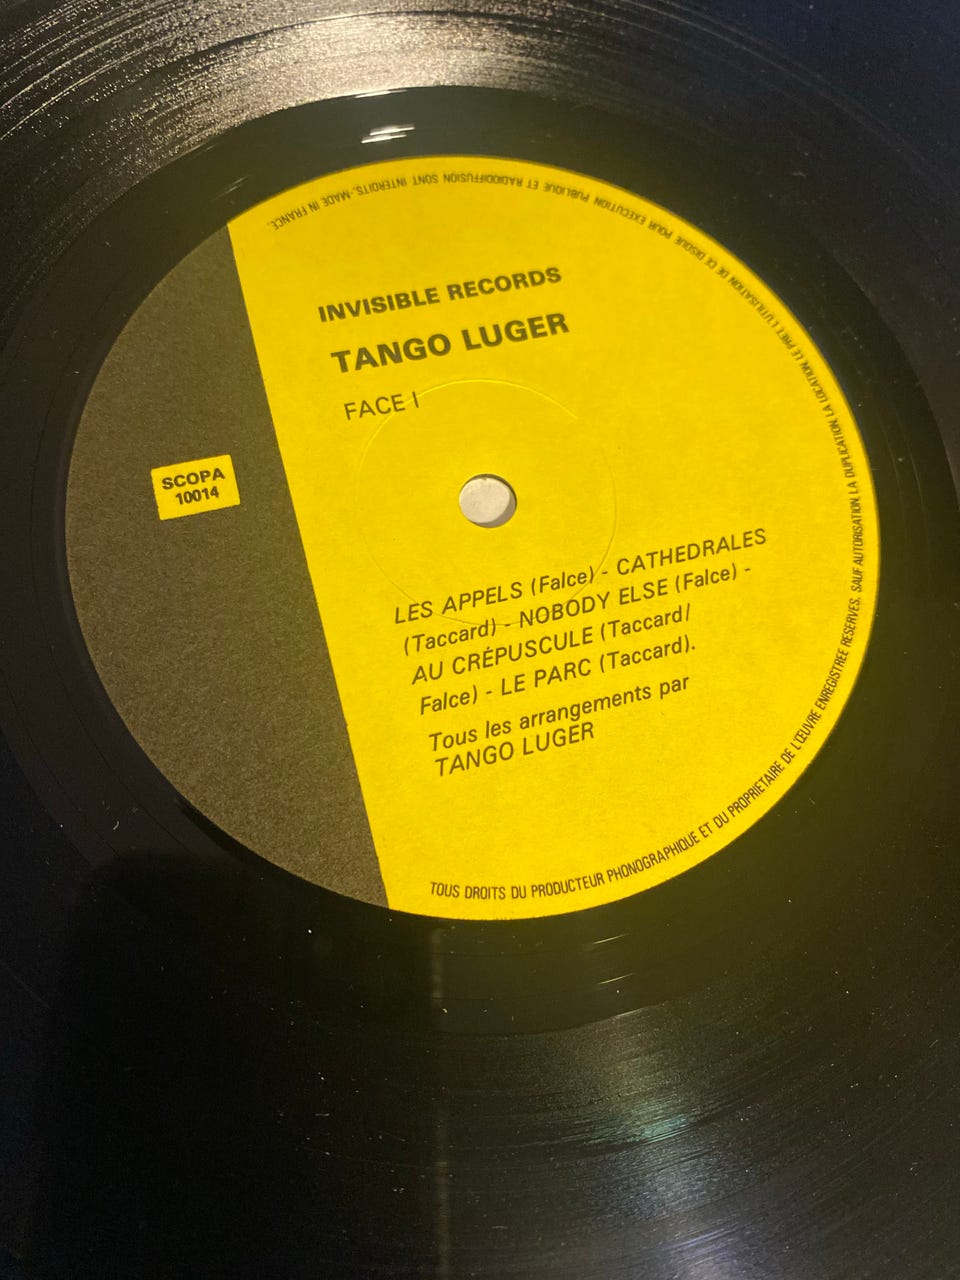 INVISIBLE RECORDS
TANGO LUGER
FACE I
SCOPA
10014
LES APPELS (Falce) - CATHEDRALES
(Taccard) - NOBODY ELSE (Falce) -
AU CRÉPUSCULE (Taccard/
Falce) - LE PARC (Taccard).
Tous les arrangements par
TANGO LUGER
TOUS DROITS DU PRODUCTEUR PHONOGRAPHIQUE ET DU PROPRIETAIRE DE L'ŒUVRE ENREGISTREE RESERVES. SAUF AUTORISATION, LA DUPLICATION, LA LOCATION LE PRET, L'UTILISATION DE CE DISQUE POUR EXECUTION PUBLIQUE ET RADIODIFFUSION SONT INTERDITS.-MADE IN FRANCE.